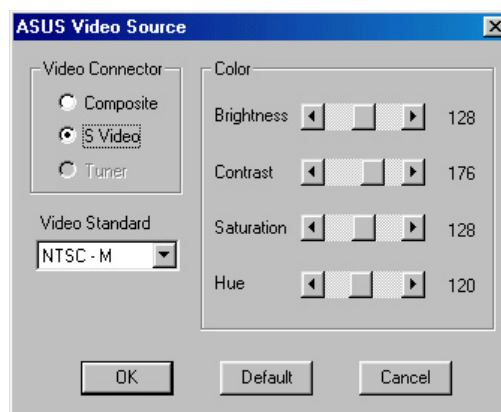 ASUS Video Source
Video Connector
Composite
S Video
Tuner
Video Standard
NTSC - M
Color
Brightness 128
Contrast 176
Saturation 128
Hue 120
OK Default Cancel